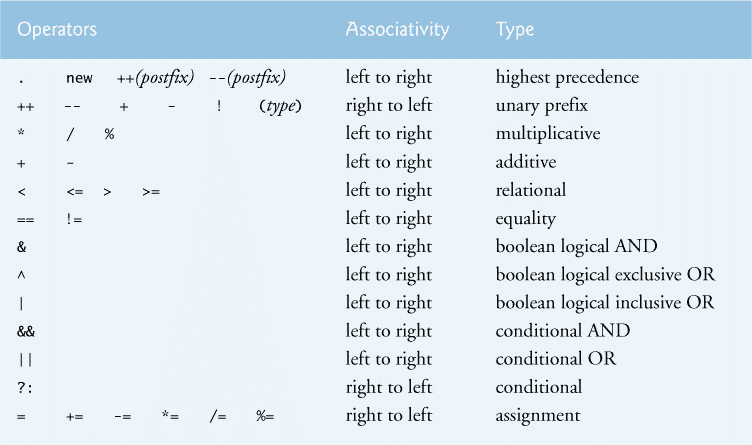 Operators Associativity Type
. new ++(postfix) --(postfix) left to right highest precedence
++ -- + - ! (type) right to left unary prefix
* / % left to right multiplicative
+ - left to right additive
< <= > >= left to right relational
== != left to right equality
& left to right boolean logical AND
^ left to right boolean logical exclusive OR
| left to right boolean logical inclusive OR
&& left to right conditional AND
|| left to right conditional OR
?: right to left conditional
= += -= *= /= %= right to left assignment